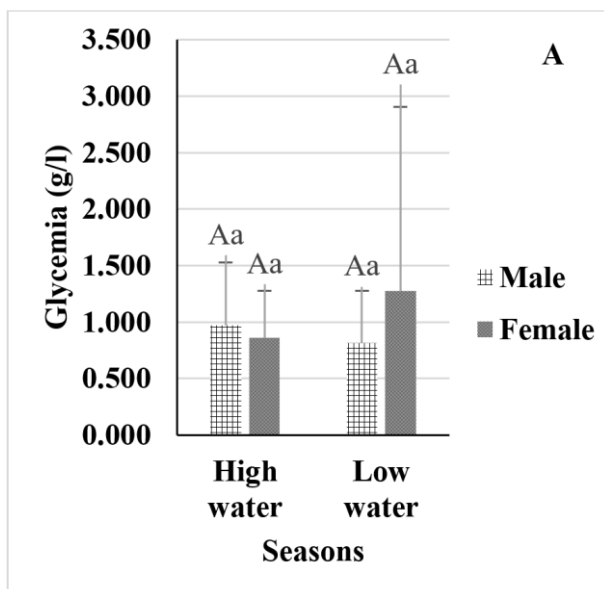 A
Glycemia (g/l)
3.500
3.000
2.500
2.000
1.500
1.000
0.500
0.000
Aa
Aa
Aa
Aa
Male
Female
High
water
Low
water
Seasons